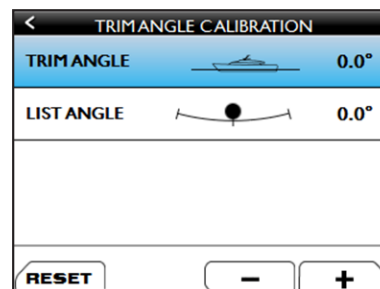 < TRIM ANGLE CALIBRATION
TRIM ANGLE 0.0°
LIST ANGLE 0.0°
RESET − +